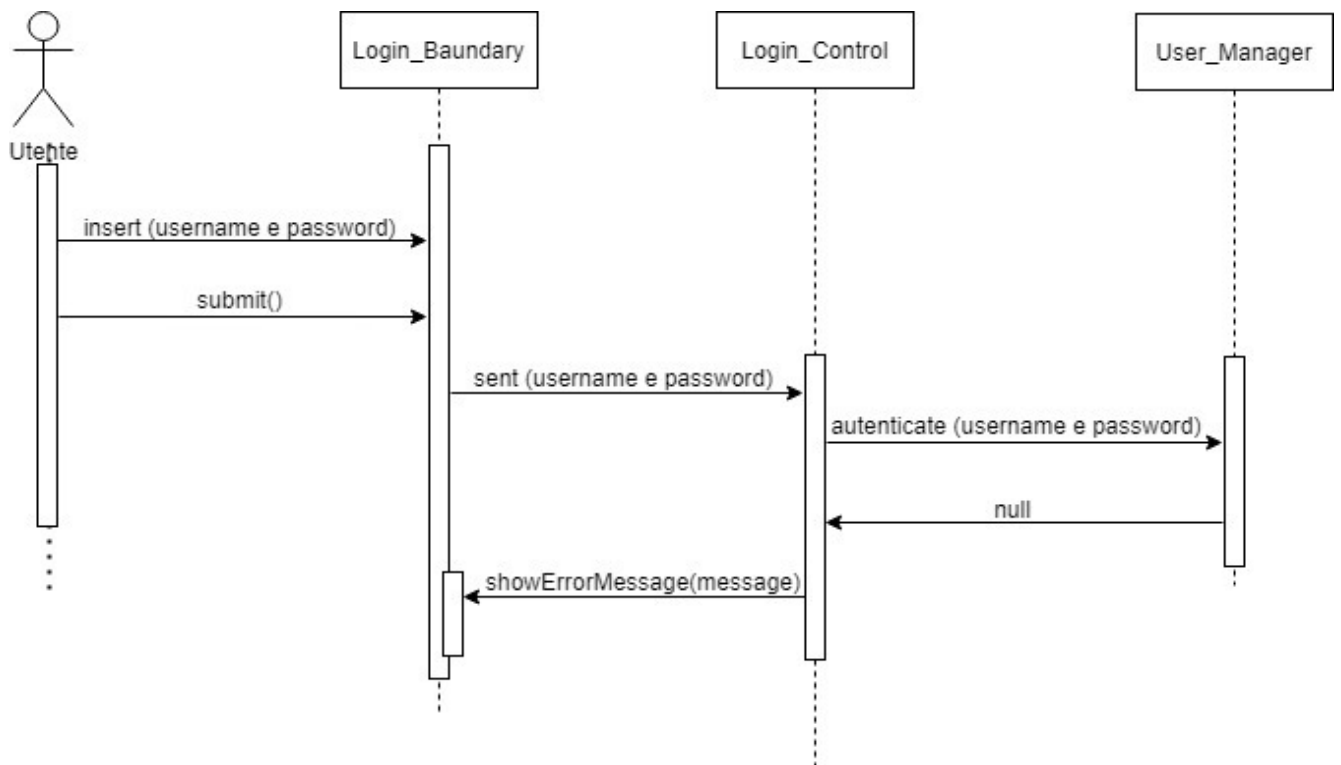 Login_Baundary
Login_Control
User_Manager
Utente
insert (username e password)
submit()
sent (username e password)
autenticate (username e password)
null
showErrorMessage(message)